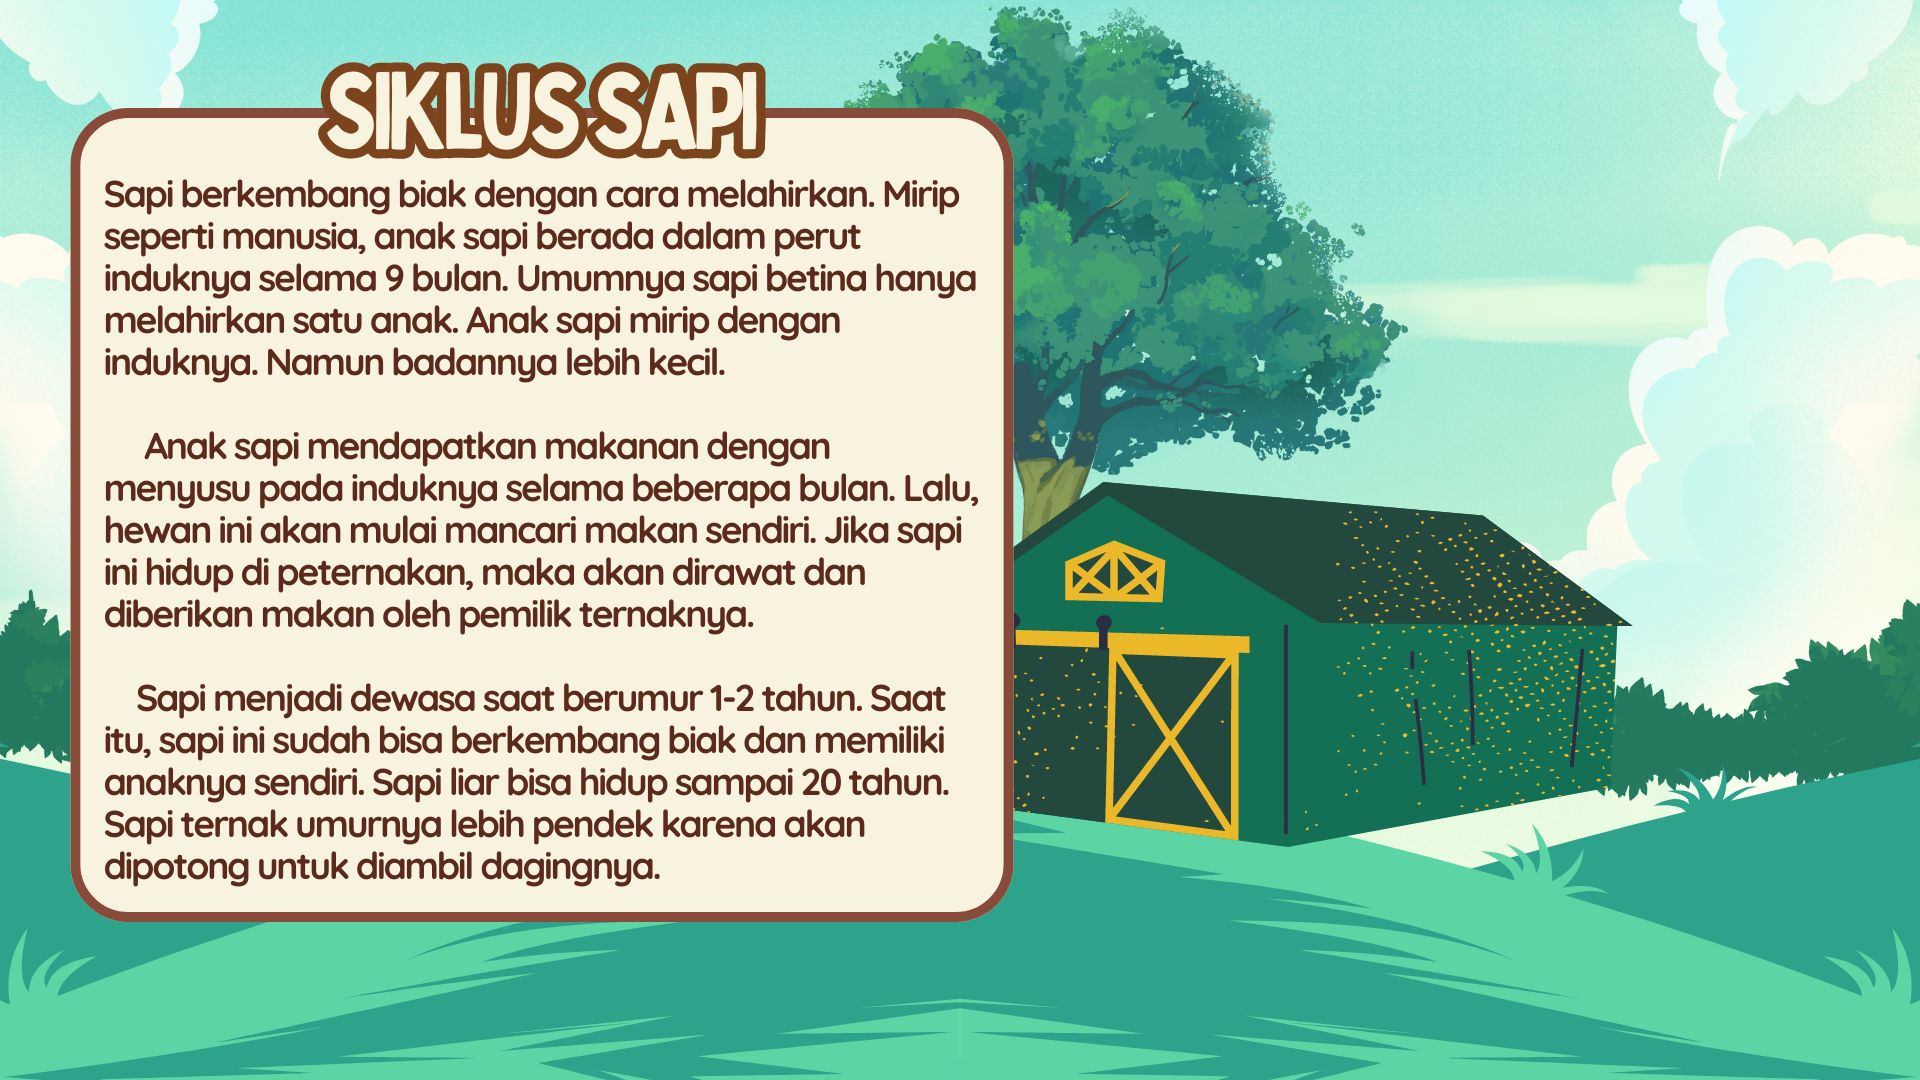 SIKLUS SAPI
Sapi berkembang biak dengan cara melahirkan. Mirip
seperti manusia, anak sapi berada dalam perut
induknya selama 9 bulan. Umumnya sapi betina hanya
melahirkan satu anak. Anak sapi mirip dengan
induknya. Namun badannya lebih kecil.
Anak sapi mendapatkan makanan dengan
menyusu pada induknya selama beberapa bulan. Lalu,
hewan ini akan mulai mancari makan sendiri. Jika sapi
ini hidup di peternakan, maka akan dirawat dan
diberikan makan oleh pemilik ternaknya.
Sapi menjadi dewasa saat berumur 1-2 tahun. Saat
itu, sapi ini sudah bisa berkembang biak dan memiliki
anaknya sendiri. Sapi liar bisa hidup sampai 20 tahun.
Sapi ternak umurnya lebih pendek karena akan
dipotong untuk diambil dagingnya.